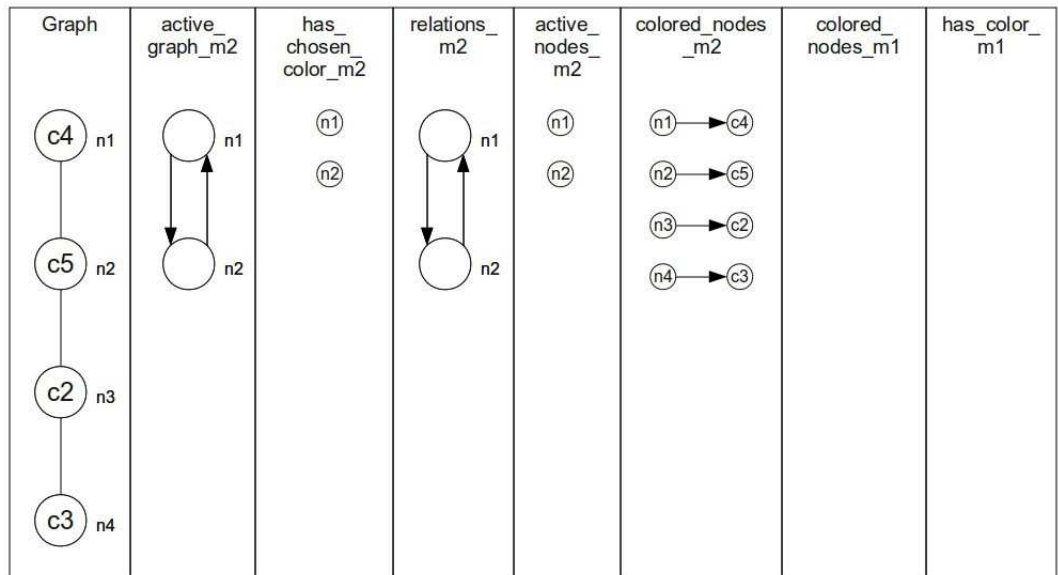 Graph
active_
graph_m2
has_
chosen_
color_m2
relations_
m2
active_
nodes_
m2
colored_nodes
_m2
colored_
nodes_m1
has_color_
m1
c4 n1
c5 n2
c2 n3
c3 n4
n1
n2
n1
n2
n1
n2
n1
n2
n1 c4
n2 c5
n3 c2
n4 c3